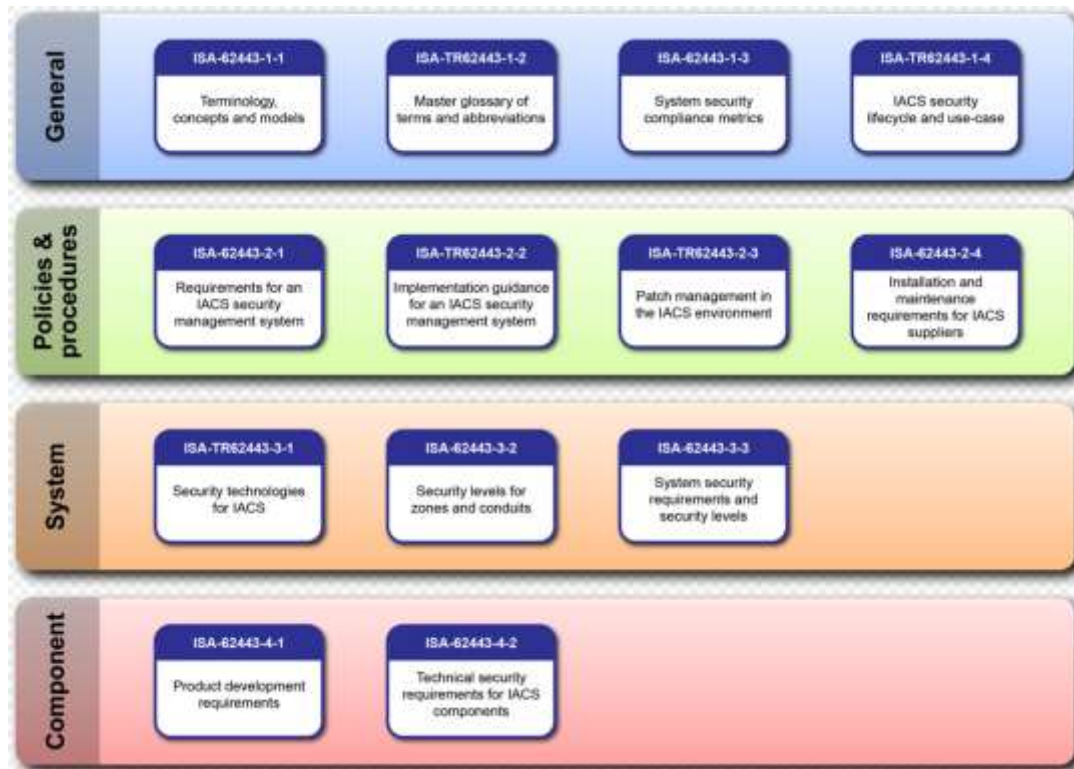 General
ISA-62443-1-1
Terminology,
concepts and models
ISA-TR62443-1-2
Master glossary of
terms and abbreviations
ISA-62443-1-3
System security
compliance metrics
ISA-TR62443-1-4
IACS security
lifecycle and use-case
Policies &
procedures
ISA-62443-2-1
Requirements for an
IACS security
management system
ISA-TR62443-2-2
Implementation guidance
for an IACS security
management system
ISA-TR62443-2-3
Patch management in
the IACS environment
ISA-62443-2-4
Installation and
maintenance
requirements for IACS
suppliers
System
ISA-TR62443-3-1
Security technologies
for IACS
ISA-62443-3-2
Security levels for
zones and conduits
ISA-62443-3-3
System security
requirements and
security levels
Component
ISA-62443-4-1
Product development
requirements
ISA-62443-4-2
Technical security
requirements for IACS
components